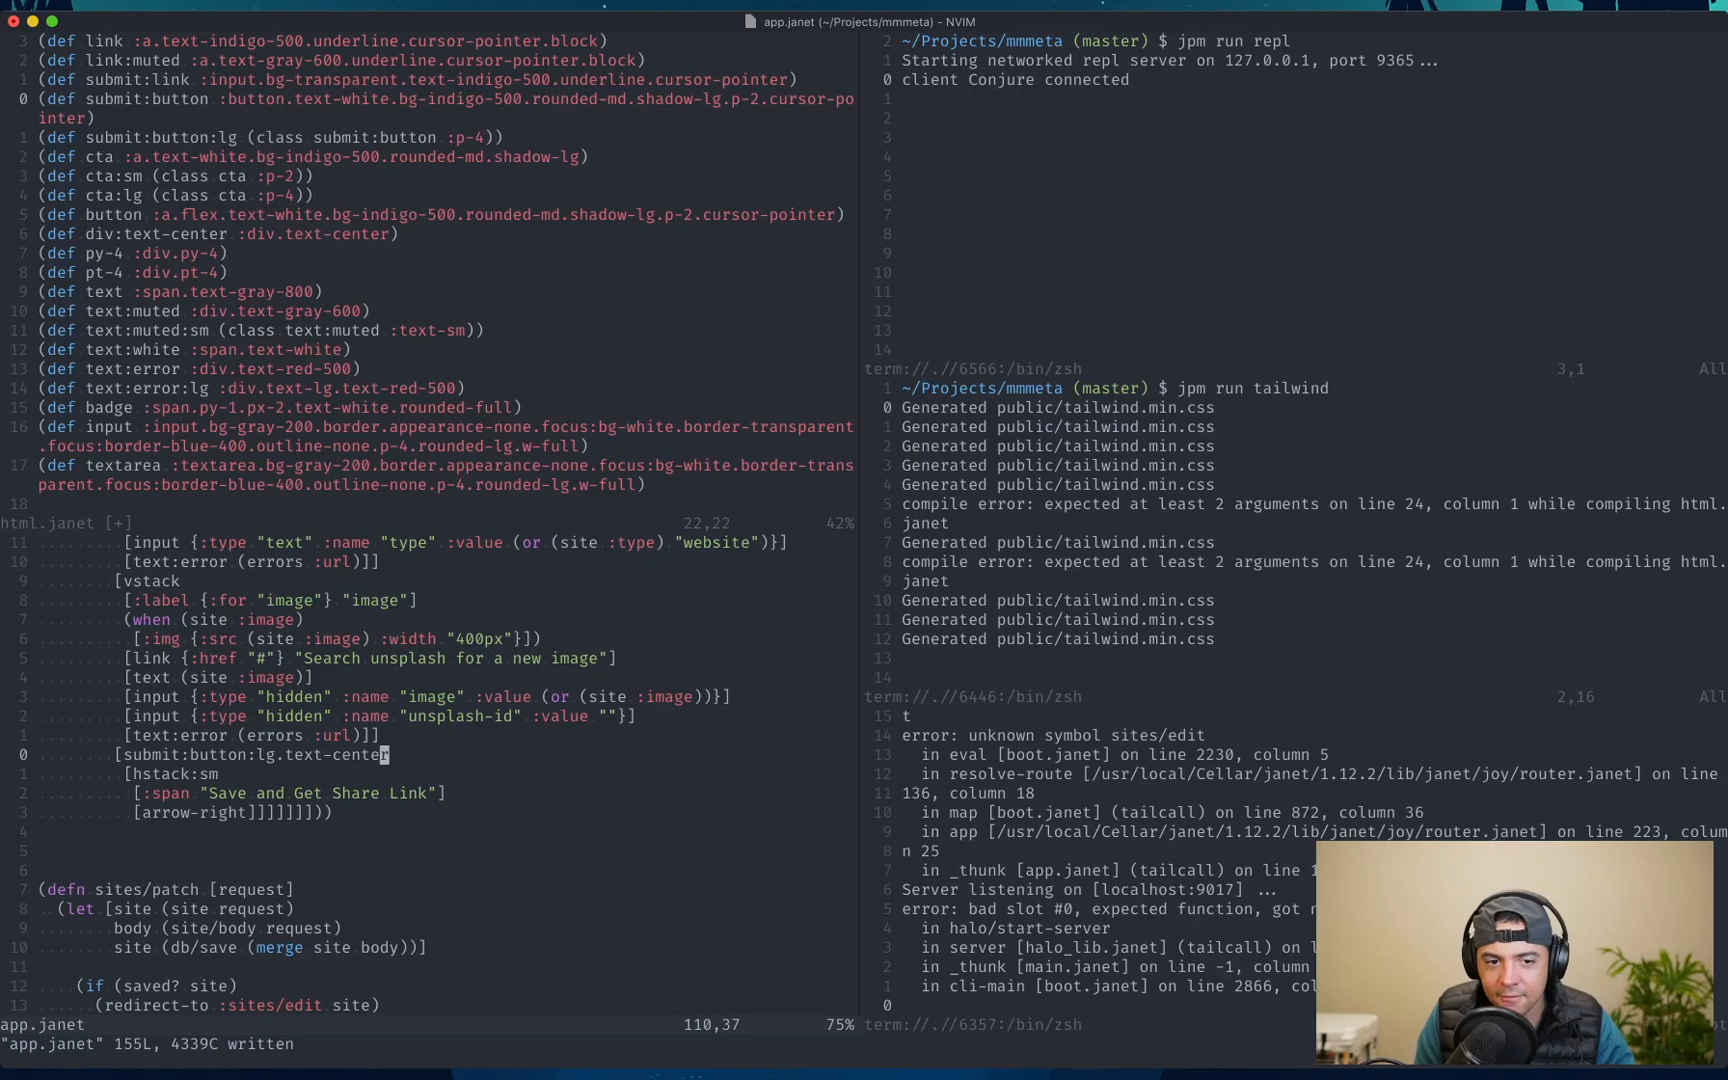 app.janet (~/Projects/mmmeta) - NVIM
3 (def link :a.text-indigo-500.underline.cursor-pointer.block)
2 (def link:muted :a.text-gray-600.underline.cursor-pointer.block)
1 (def submit:link :input.bg-transparent.text-indigo-500.underline.cursor-pointer)
0 (def submit:button :button.text-white.bg-indigo-500.rounded-md.shadow-lg.p-2.cursor-po
inter)
1 (def submit:button:lg (class submit:button :p-4))
2 (def cta :a.text-white.bg-indigo-500.rounded-md.shadow-lg)
3 (def cta:sm (class cta :p-2))
4 (def cta:lg (class cta :p-4))
5 (def button :a.flex.text-white.bg-indigo-500.rounded-md.shadow-lg.p-2.cursor-pointer)
6 (def div:text-center :div.text-center)
7 (def py-4 :div.py-4)
8 (def pt-4 :div.pt-4)
9 (def text :span.text-gray-800)
10 (def text:muted :div.text-gray-600)
11 (def text:muted:sm (class text:muted :text-sm))
12 (def text:white :span.text-white)
13 (def text:error :div.text-red-500)
14 (def text:error:lg :div.text-lg.text-red-500)
15 (def badge :span.py-1.px-2.text-white.rounded-full)
16 (def input :input.bg-gray-200.border.appearance-none.focus:bg-white.border-transparent
.focus:border-blue-400.outline-none.p-4.rounded-lg.w-full)
17 (def textarea :textarea.bg-gray-200.border.appearance-none.focus:bg-white.border-trans
parent.focus:border-blue-400.outline-none.p-4.rounded-lg.w-full)
18
html.janet [+] 22,22 42%
11 [input {:type "text" :name "type" :value (or (site :type) "website")}]
10 [text:error (errors :url)]]
9 [vstack
8 [:label {:for "image"} "image"]
7 (when (site :image)
6 [:img {:src (site :image) :width "400px"}])
5 [link {:href "#"} "Search unsplash for a new image"]
4 [text (site :image)]
3 [input {:type "hidden" :name "image" :value (or (site :image))}]
2 [input {:type "hidden" :name "unsplash-id" :value ""}]
1 [text:error (errors :url)]]
0 [submit:button:lg.text-center
1 [hstack:sm
2 [:span "Save and Get Share Link"]
3 [arrow-right]]]]]]]))
4
5
6
7 (defn sites/patch [request]
8 (let [site (site request)
9 body (site/body request)
10 site (db/save (merge site body))]
11
12 (if (saved? site)
13 (redirect-to :sites/edit site)
app.janet 110,37 75%
"app.janet" 155L, 4339C written
2 ~/Projects/mmmeta (master) $ jpm run repl
1 Starting networked repl server on 127.0.0.1, port 9365...
0 client Conjure connected
1
2
3
4
5
6
7
8
9
10
11
12
13
14
term://.//6566:/bin/zsh 3,1 All
1 ~/Projects/mmmeta (master) $ jpm run tailwind
0 Generated public/tailwind.min.css
1 Generated public/tailwind.min.css
2 Generated public/tailwind.min.css
3 Generated public/tailwind.min.css
4 Generated public/tailwind.min.css
5 compile error: expected at least 2 arguments on line 24, column 1 while compiling html.
6 janet
7 Generated public/tailwind.min.css
8 compile error: expected at least 2 arguments on line 24, column 1 while compiling html.
9 janet
10 Generated public/tailwind.min.css
11 Generated public/tailwind.min.css
12 Generated public/tailwind.min.css
13
14
term://.//6446:/bin/zsh 2,16 All
15 t
14 error: unknown symbol sites/edit
13 in eval [boot.janet] on line 2230, column 5
12 in resolve-route [/usr/local/Cellar/janet/1.12.2/lib/janet/joy/router.janet] on line
11 136, column 18
10 in map [boot.janet] (tailcall) on line 872, column 36
9 in app [/usr/local/Cellar/janet/1.12.2/lib/janet/joy/router.janet] on line 223, colum
8 n 25
7 in _thunk [app.janet] (tailcall) on line 1
6 Server listening on [localhost:9017] ...
5 error: bad slot #0, expected function, got n
4 in halo/start-server
3 in server [halo_lib.janet] (tailcall) on l
2 in _thunk [main.janet] on line -1, column
1 in cli-main [boot.janet] on line 2866, col
0
term://.//6357:/bin/zsh